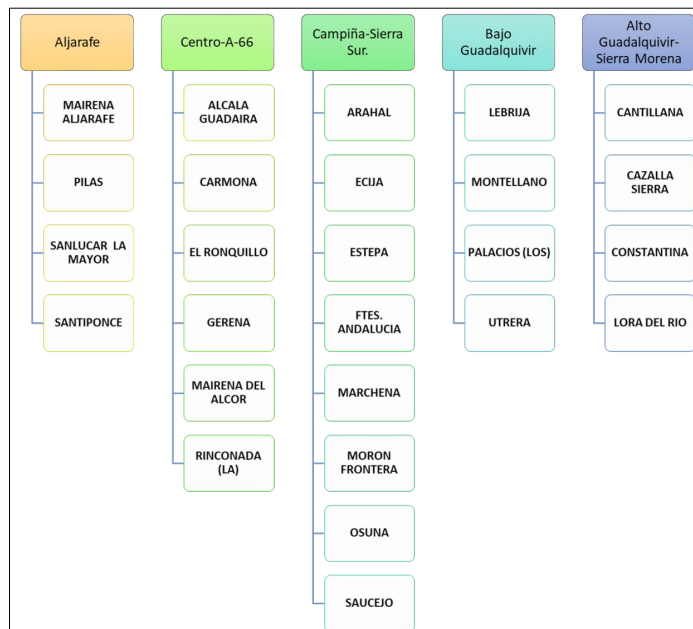 Aljarafe
MAIRENA
ALJARAFE
PILAS
SANLUCAR LA
MAYOR
SANTIPONCE
Centro-A-66
ALCALA
GUADAIRA
CARMONA
EL RONQUILLO
GERENA
MAIRENA DEL
ALCOR
RINCONADA
(LA)
Campiña-Sierra
Sur.
ARAHAL
ECIJA
ESTEPA
FTES.
ANDALUCIA
MARCHENA
MORON
FRONTERA
OSUNA
SAUCEJO
Bajo
Guadalquivir
LEBRIJA
MONTELLANO
PALACIOS (LOS)
UTRERA
Alto
Guadalquivir-
Sierra Morena
CANTILLANA
CAZALLA
SIERRA
CONSTANTINA
LORA DEL RIO